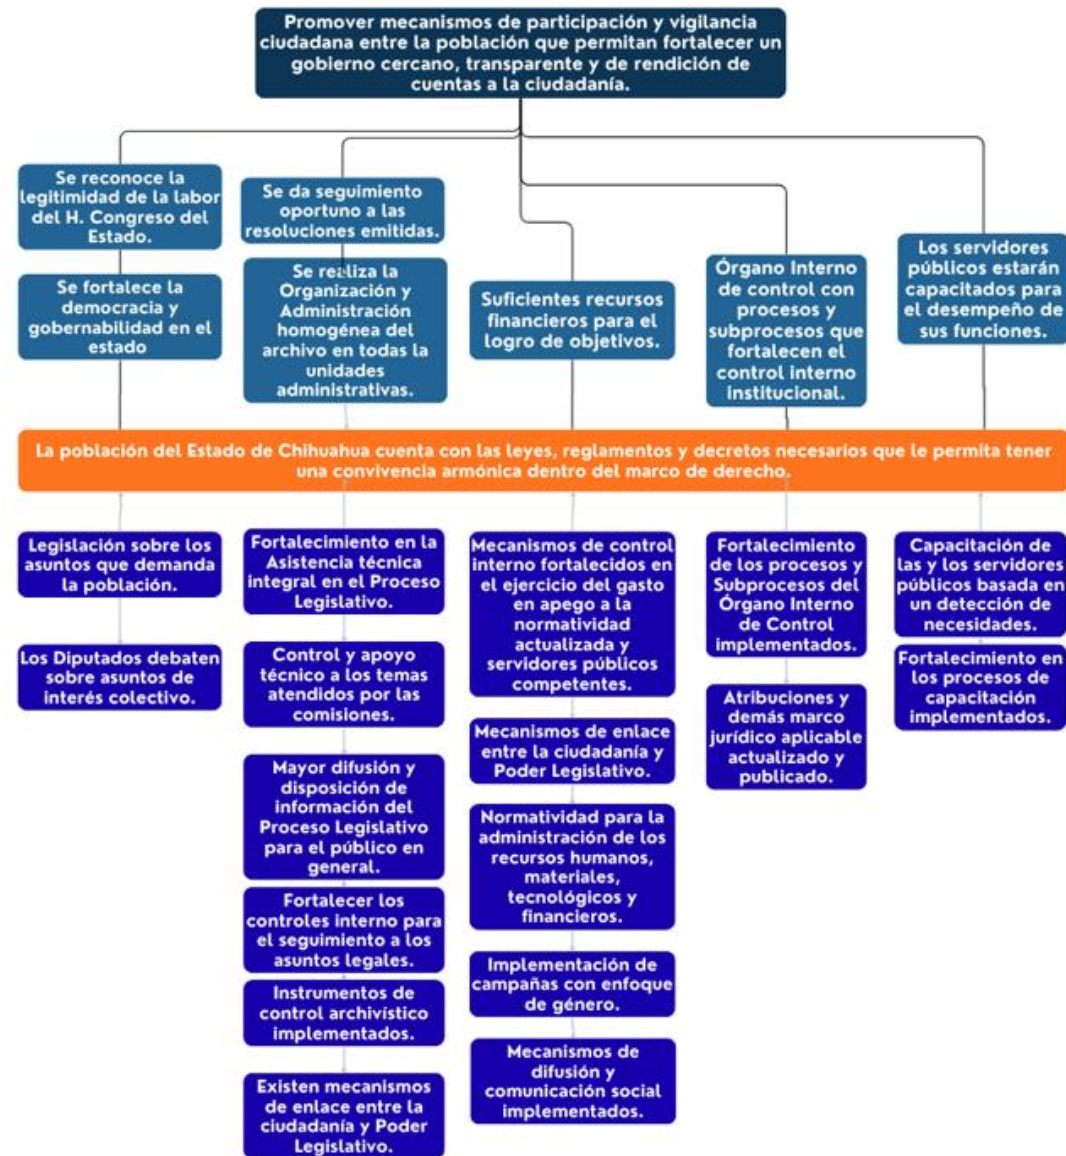 Promover mecanismos de participación y vigilancia
ciudadana entre la población que permitan fortalecer un
gobierno cercano, transparente y de rendición de
cuentas a la ciudadanía.
Se reconoce la
legitimidad de la labor
del H. Congreso del
Estado.
Se fortalece la
democracia y
gobernabilidad en el
estado
Se da seguimiento
oportuno a las
resoluciones emitidas.
Se realiza la
Organización y
Administración
homogénea del
archivo en todas la
unidades
administrativas.
Suficientes recursos
financieros para el
logro de objetivos.
Órgano Interno
de control con
procesos y
subprocesos que
fortalecen el
control interno
institucional.
Los servidores
públicos estarán
capacitados para
el desempeño de
sus funciones.
La población del Estado de Chihuahua cuenta con las leyes, reglamentos y decretos necesarios que le permita tener
una convivencia armónica dentro del marco de derecho.
Legislación sobre los
asuntos que demanda
la población.
Los Diputados debaten
sobre asuntos de
interés colectivo.
Fortalecimiento en la
Asistencia técnica
integral en el Proceso
Legislativo.
Control y apoyo
técnico a los temas
atendidos por las
comisiones.
Mayor difusión y
disposición de
información del
Proceso Legislativo
para el público en
general.
Fortalecer los
controles interno para
el seguimiento a los
asuntos legales.
Instrumentos de
control archivístico
implementados.
Existen mecanismos
de enlace entre la
ciudadanía y Poder
Legislativo.
Mecanismos de control
interno fortalecidos en
el ejercicio del gasto
en apego a la
normatividad
actualizada y
servidores públicos
competentes.
Mecanismos de enlace
entre la ciudadanía y
Poder Legislativo.
Normatividad para la
administración de los
recursos humanos,
materiales,
tecnológicos y
financieros.
Implementación de
campañas con enfoque
de género.
Mecanismos de
difusión y
comunicación social
implementados.
Fortalecimiento
de los procesos y
Subprocesos del
Órgano Interno
de Control
implementados.
Atribuciones y
demás marco
jurídico aplicable
actualizado y
publicado.
Capacitación de
las y los servidores
públicos basada en
un detección de
necesidades.
Fortalecimiento en
los procesos de
capacitación
implementados.